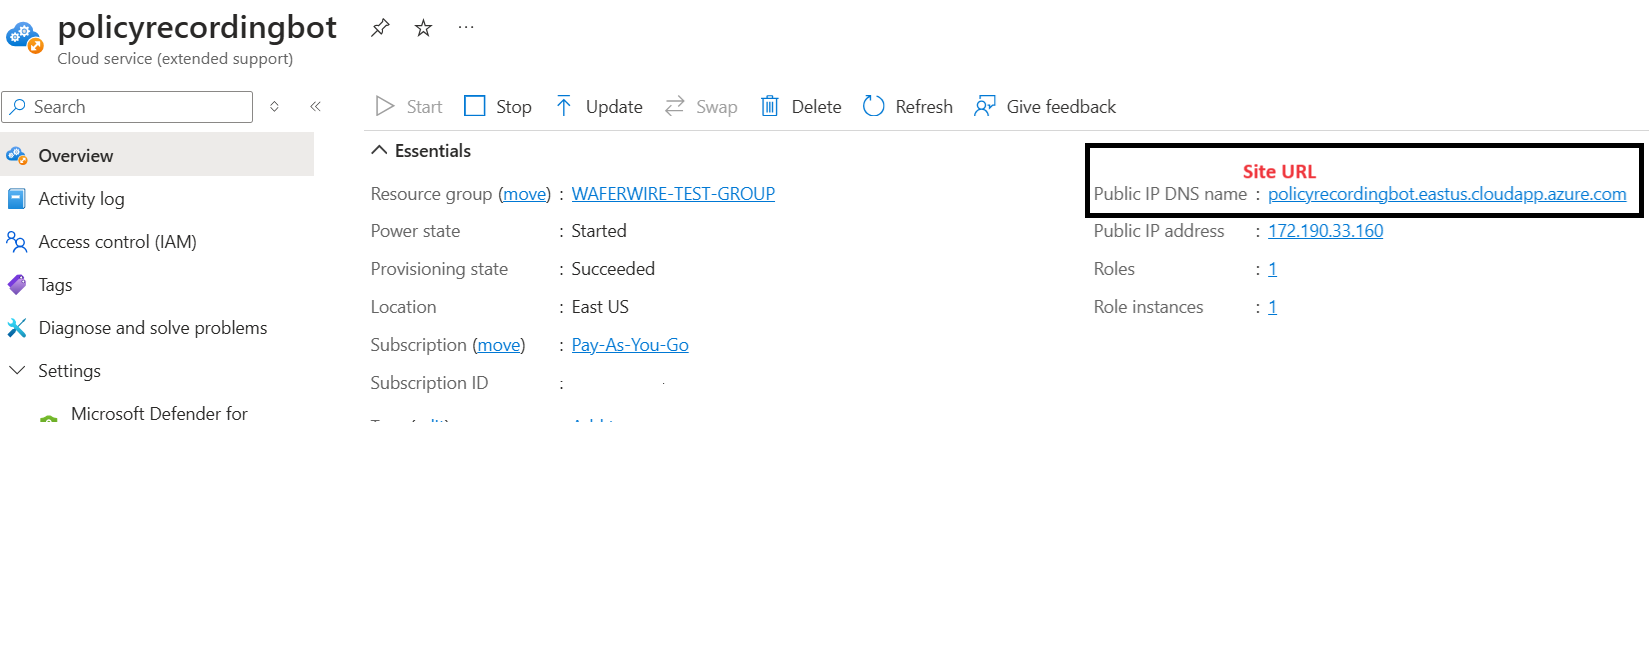 policyrecordingbot
Cloud service (extended support)
Search
Start Stop Update Swap Delete Refresh Give feedback
Overview
Activity log
Access control (IAM)
Tags
Diagnose and solve problems
Settings
Microsoft Defender for
Essentials
Resource group (move) : WAFERWIRE-TEST-GROUP
Power state : Started
Provisioning state : Succeeded
Location : East US
Subscription (move) : Pay-As-You-Go
Subscription ID :
Site URL
Public IP DNS name : policyrecordingbot.eastus.cloudapp.azure.com
Public IP address : 172.190.33.160
Roles : 1
Role instances : 1